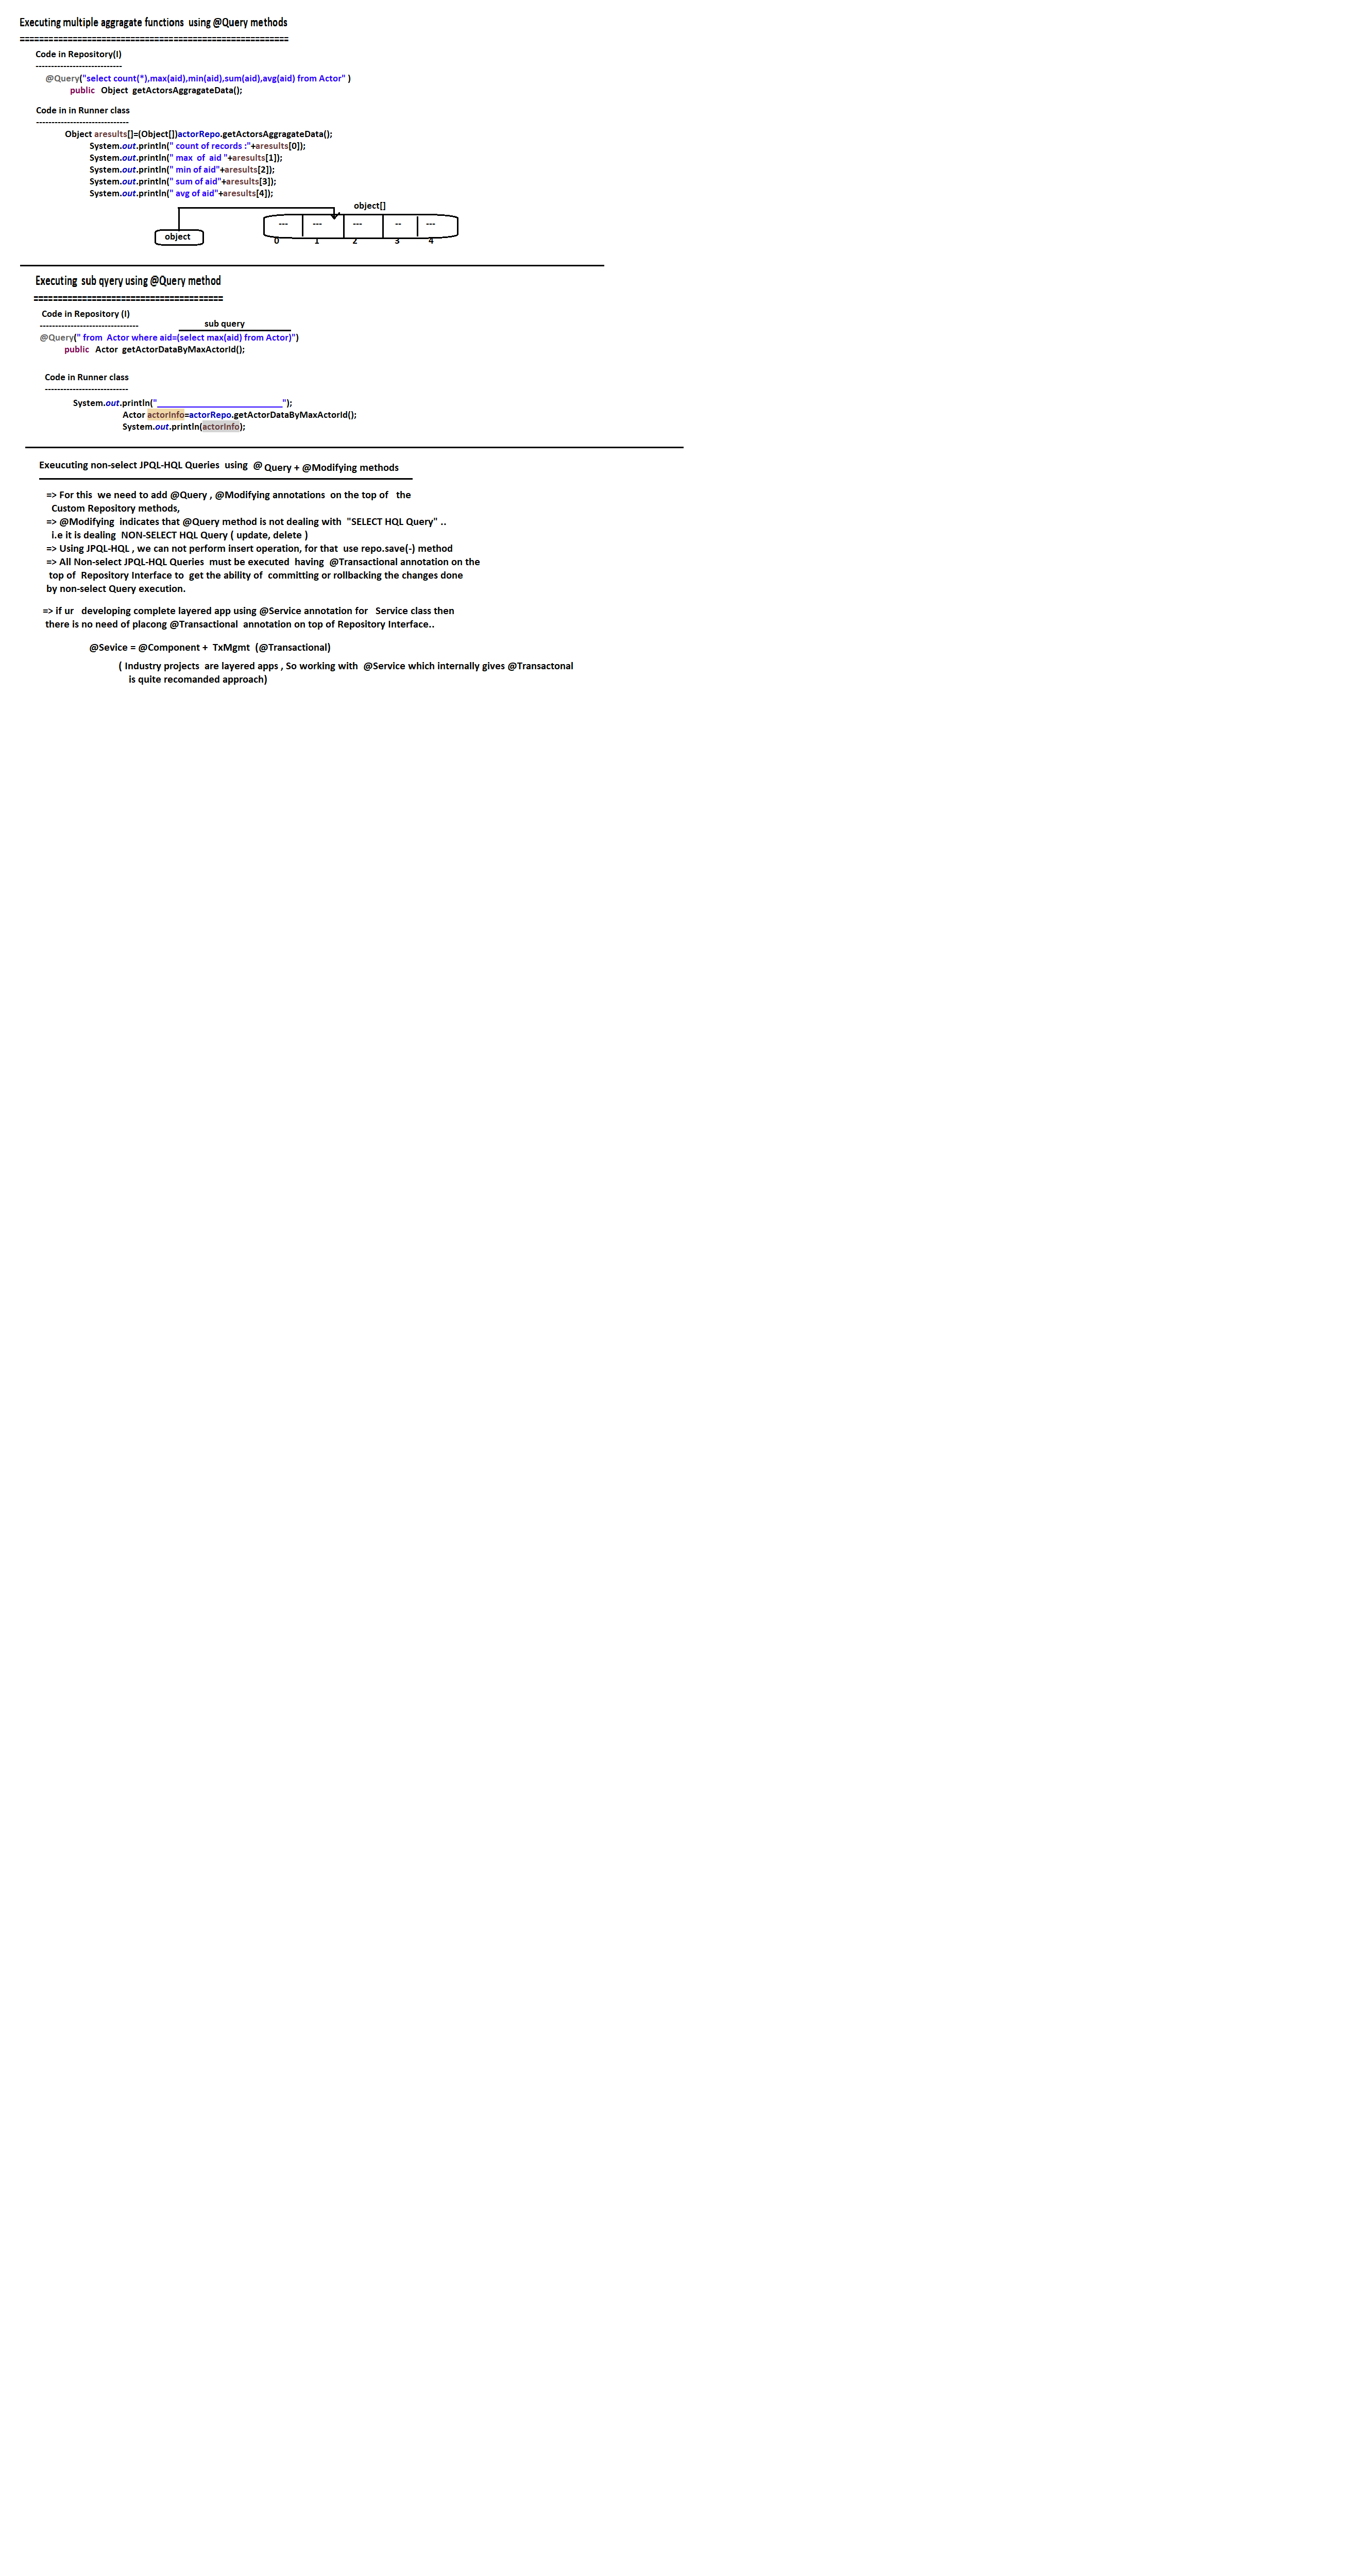 Executing multiple aggragate functions  using @Query methods
========================================================
Code in Repository(I)
----------------------------
@Query("select count(*),max(aid),min(aid),sum(aid),avg(aid) from Actor" )
public   Object  getActorsAggragateData();
Code in in Runner class
------------------------------
Object aresults[]=(Object[])actorRepo.getActorsAggragateData();
System.out.println(" count of records :"+aresults[0]);
System.out.println(" max  of  aid "+aresults[1]);
System.out.println(" min of aid"+aresults[2]);
System.out.println(" sum of aid"+aresults[3]);
System.out.println(" avg of aid"+aresults[4]);
object[]
---   ---   ---   --   ---
object
0   1   2   3   4
Executing  sub qyery using @Query method
=======================================
Code in Repository (I)
--------------------------------
sub query
@Query(" from  Actor where aid=(select max(aid) from Actor)")
public   Actor  getActorDataByMaxActorId();
Code in Runner class
---------------------------
System.out.println("____________________________");
Actor actorInfo=actorRepo.getActorDataByMaxActorId();
System.out.println(actorInfo);
Exeucuting non-select JPQL-HQL Queries  using  @ Query + @Modifying methods
=> For this  we need to add @Query , @Modifying annotations  on the top of   the
Custom Repository methods,
=> @Modifying  indicates that @Query method is not dealing with  "SELECT HQL Query" ..
i.e it is dealing  NON-SELECT HQL Query ( update, delete )
=> Using JPQL-HQL , we can not perform insert operation, for that  use repo.save(-) method
=> All Non-select JPQL-HQL Queries  must be executed  having  @Transactional annotation on the
top of  Repository Interface to  get the ability of  committing or rollbacking the changes done
by non-select Query execution.
=> if ur   developing complete layered app using @Service annotation for   Service class then
there is no need of placong @Transactional  annotation on top of Repository Interface..
@Sevice = @Component +  TxMgmt  (@Transactional)
( Industry projects  are layered apps , So working with  @Service which internally gives @Transactonal
is quite recomanded approach)